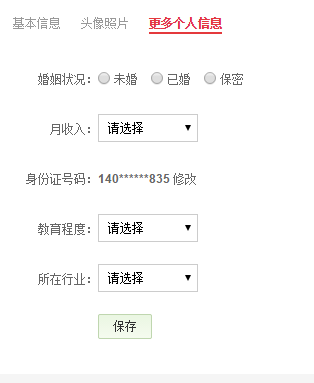 基本信息 头像照片 更多个人信息
婚姻状况： 未婚 已婚 保密
月收入： 请选择
身份证号码：140******835 修改
教育程度： 请选择
所在行业： 请选择
保存